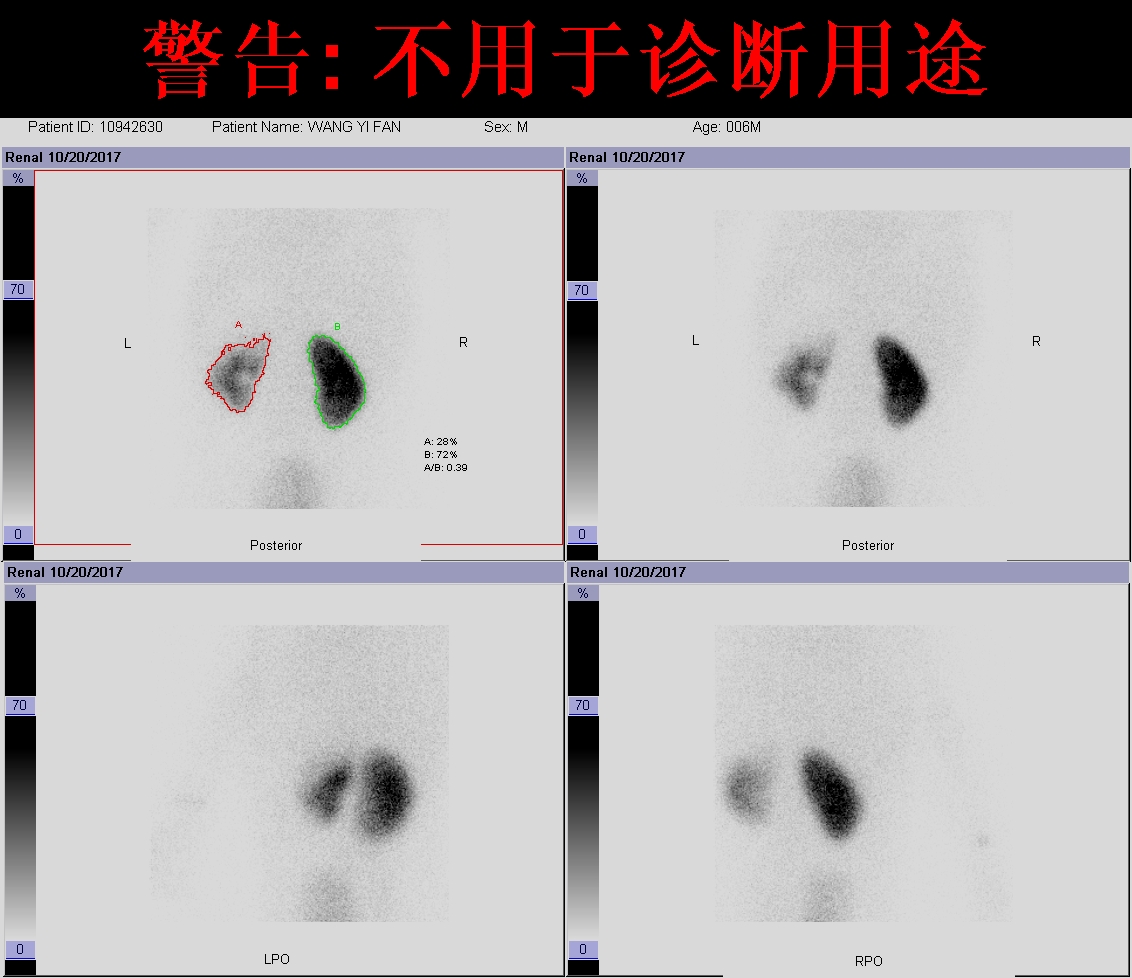 警告: 不用于诊断用途
Patient ID: 10942630 Patient Name: WANG YI FAN Sex: M Age: 006M
Renal 10/20/2017
%
70
0
A
B
L
R
A: 28%
B: 72%
A/B: 0.39
Posterior
Renal 10/20/2017
%
70
0
L
R
Posterior
Renal 10/20/2017
%
70
0
LPO
Renal 10/20/2017
%
70
0
RPO